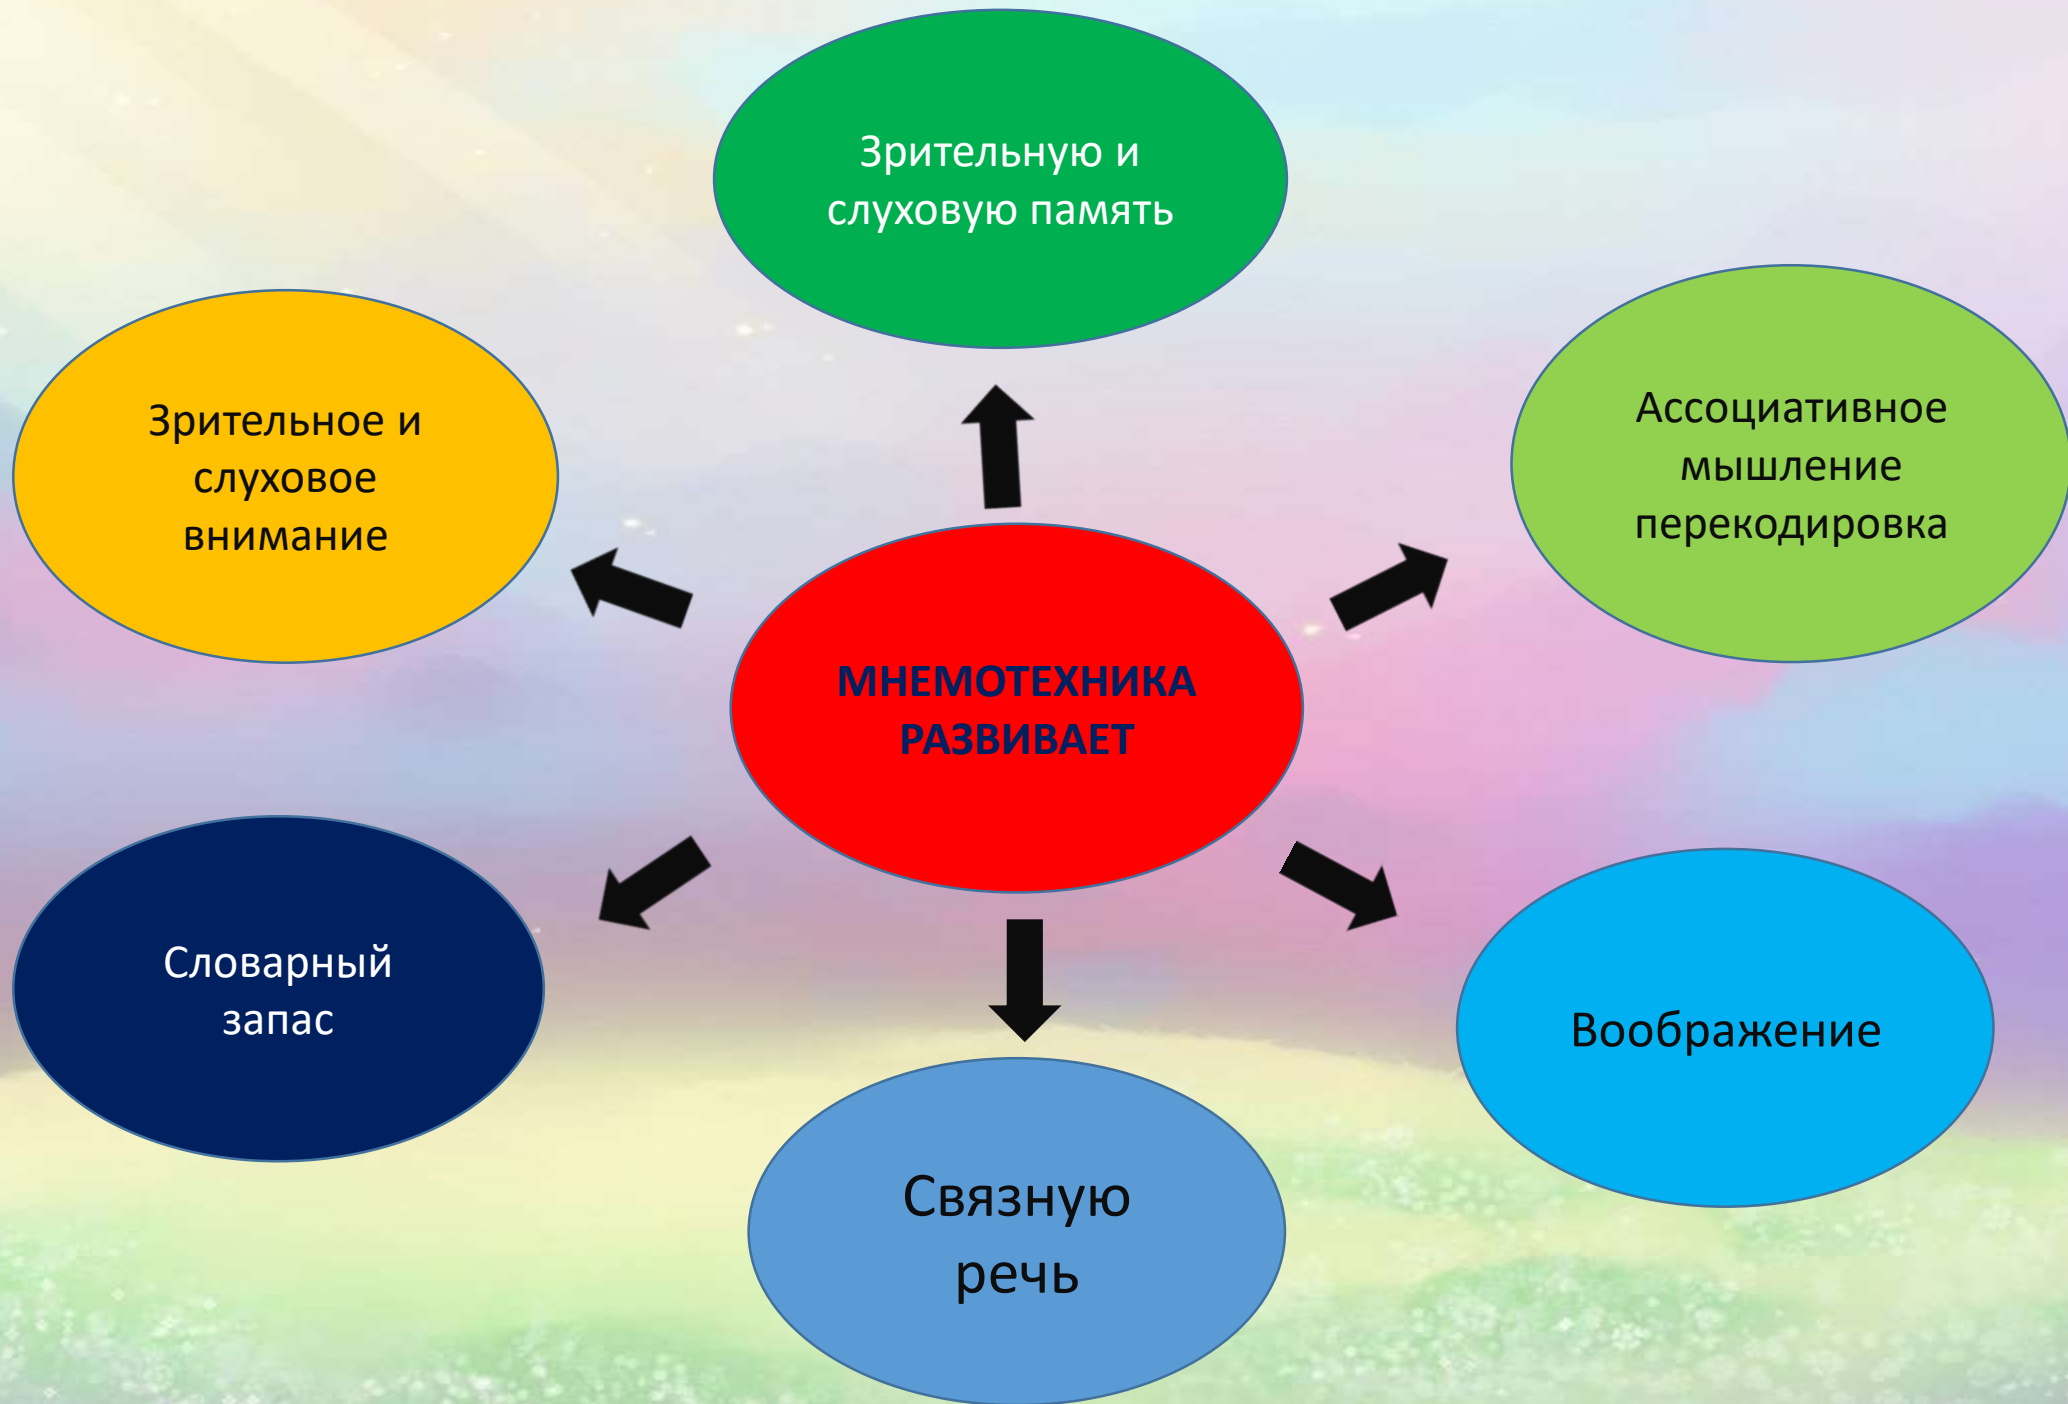 Зрительную и
слуховую память
Зрительное и
слуховое
внимание
Ассоциативное
мышление
перекодировка
МНЕМОТЕХНИКА
РАЗВИВАЕТ
Словарный
запас
Воображение
Связную
речь